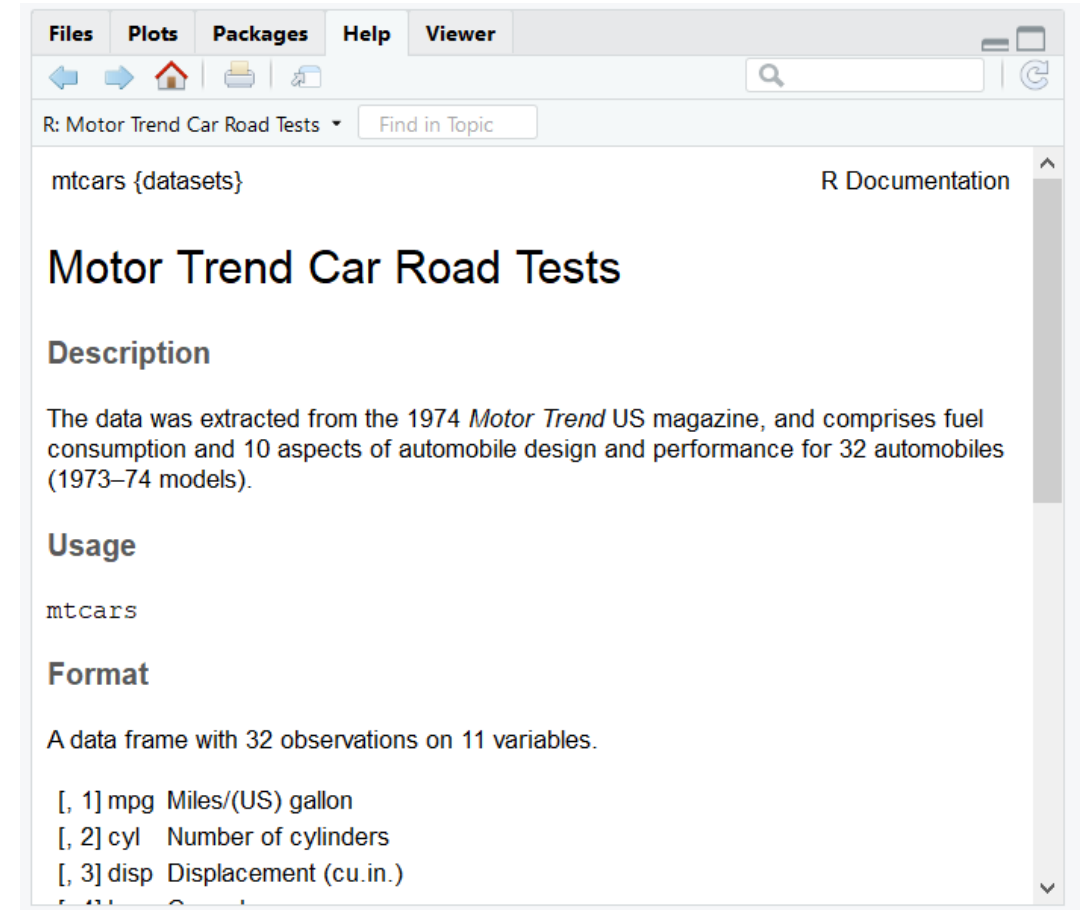 Files Plots Packages Help Viewer
R: Motor Trend Car Road Tests Find in Topic
mtcars {datasets} R Documentation
Motor Trend Car Road Tests
Description
The data was extracted from the 1974 Motor Trend US magazine, and comprises fuel
consumption and 10 aspects of automobile design and performance for 32 automobiles
(1973–74 models).
Usage
mtcars
Format
A data frame with 32 observations on 11 variables.
[, 1] mpg Miles/(US) gallon
[, 2] cyl Number of cylinders
[, 3] disp Displacement (cu.in.)